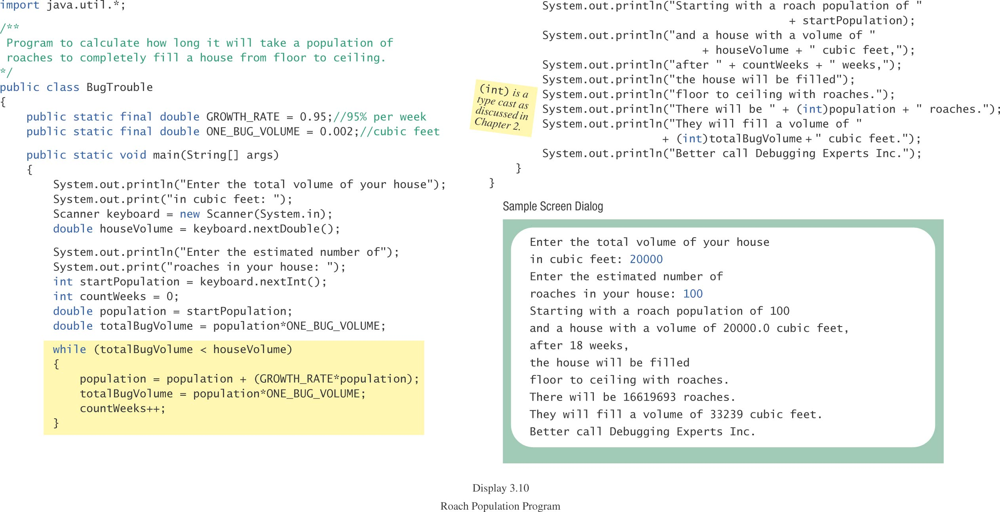 import java.util.*;
/**
 Program to calculate how long it will take a population of
 roaches to completely fill a house from floor to ceiling.
*/
public class BugTrouble
{
    public static final double GROWTH_RATE = 0.95;//95% per week
    public static final double ONE_BUG_VOLUME = 0.002;//cubic feet
    public static void main(String[] args)
    {
        System.out.println("Enter the total volume of your house");
        System.out.print("in cubic feet: ");
        Scanner keyboard = new Scanner(System.in);
        double houseVolume = keyboard.nextDouble();
        System.out.println("Enter the estimated number of");
        System.out.print("roaches in your house: ");
        int startPopulation = keyboard.nextInt();
        int countWeeks = 0;
        double population = startPopulation;
        double totalBugVolume = population*ONE_BUG_VOLUME;
        while (totalBugVolume < houseVolume)
        {
            population = population + (GROWTH_RATE*population);
            totalBugVolume = population*ONE_BUG_VOLUME;
            countWeeks++;
        }
        System.out.println("Starting with a roach population of "
                                             + startPopulation);
        System.out.println("and a house with a volume of "
                                + houseVolume + " cubic feet,");
        System.out.println("after " + countWeeks + " weeks,");
        System.out.println("the house will be filled");
        System.out.println("floor to ceiling with roaches.");
        System.out.println("There will be " + (int)population + " roaches.");
        System.out.println("They will fill a volume of "
                          + (int)totalBugVolume + " cubic feet.");
        System.out.println("Better call Debugging Experts Inc.");
    }
}
(int) is a
type cast as
discussed in
Chapter 2.
Sample Screen Dialog
Enter the total volume of your house
in cubic feet: 20000
Enter the estimated number of
roaches in your house: 100
Starting with a roach population of 100
and a house with a volume of 20000.0 cubic feet,
after 18 weeks,
the house will be filled
floor to ceiling with roaches.
There will be 16619693 roaches.
They will fill a volume of 33239 cubic feet.
Better call Debugging Experts Inc.
Display 3.10
Roach Population Program